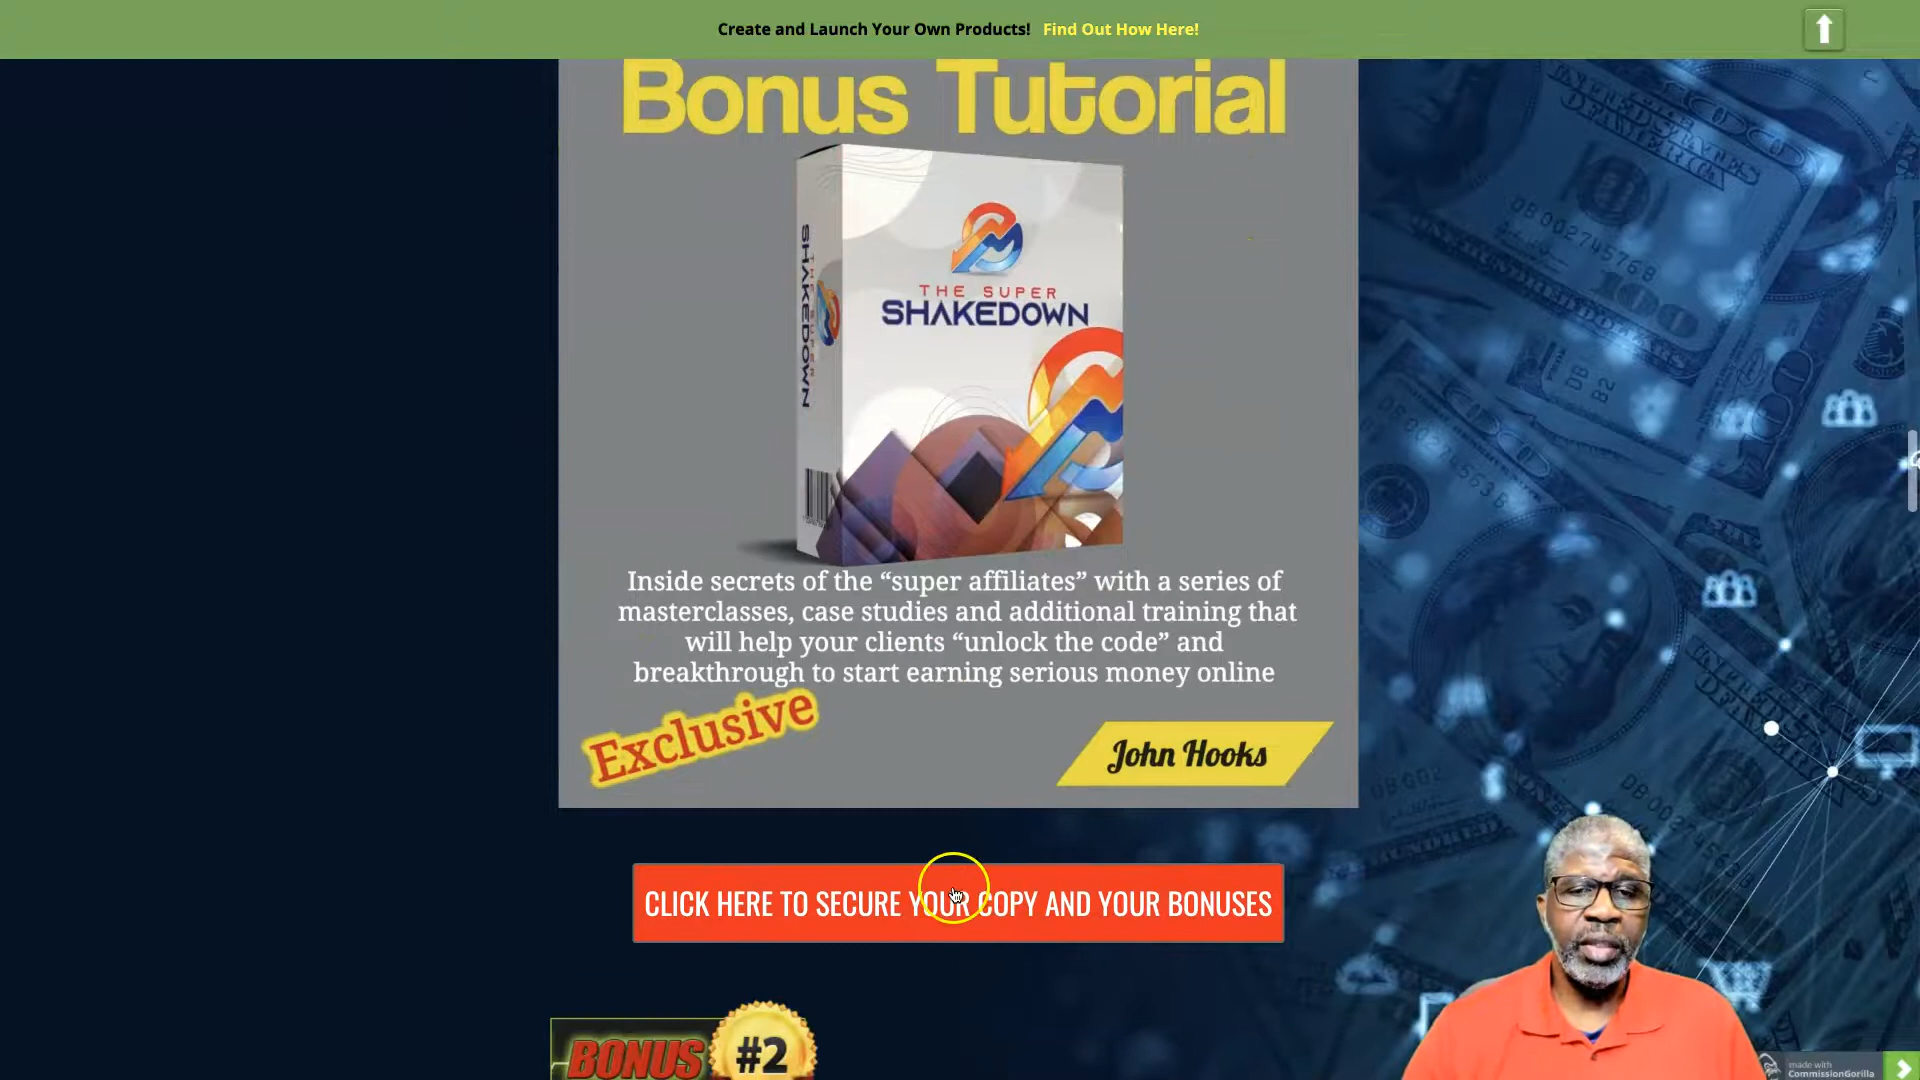 Create and Launch Your Own Products! Find Out How Here!
Bonus Tutorial
THE SUPER
SHAKEDOWN
THE SUPER
SHAKEDOWN
Inside secrets of the “super affiliates” with a series of
masterclasses, case studies and additional training that
will help your clients “unlock the code” and
breakthrough to start earning serious money online
Exclusive
John Hooks
CLICK HERE TO SECURE YOUR COPY AND YOUR BONUSES
BONUS #2
made with
CommissionGorilla